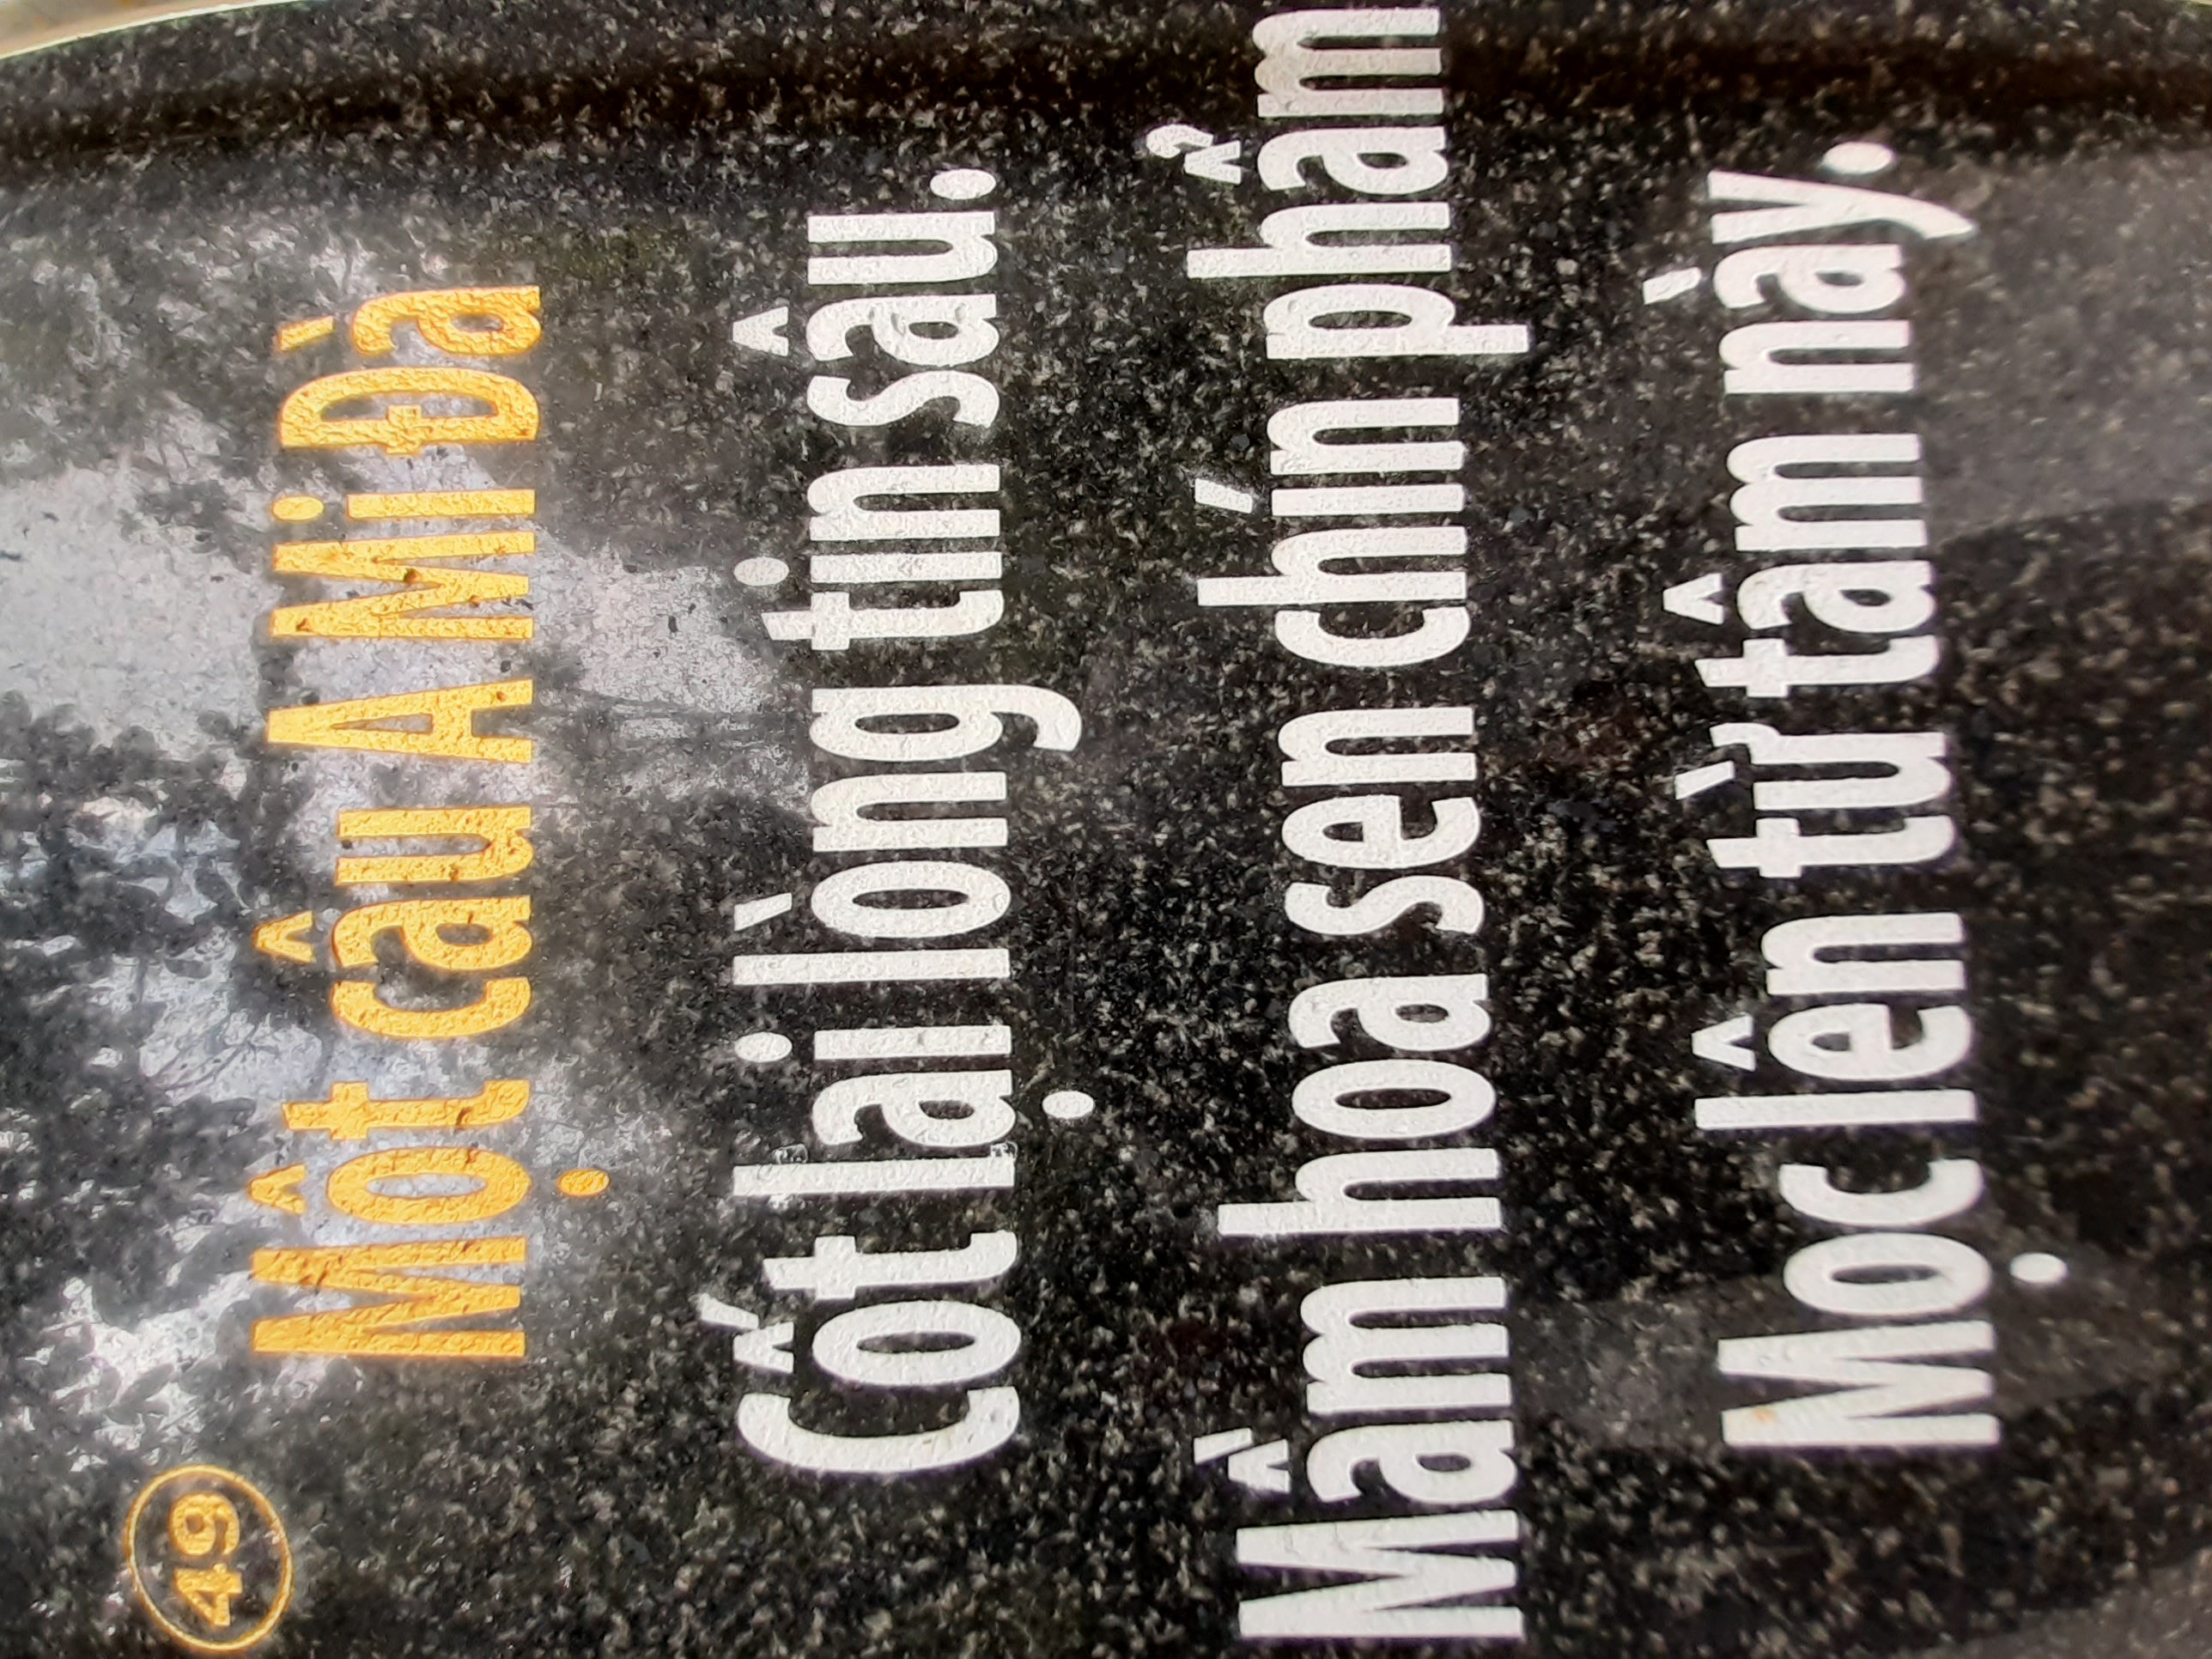 49
Một câu A Mi Đà
Cốt lại lòng tin sâu.
Mầm hoa sen chín phẩm
Mọc lên từ tâm này.